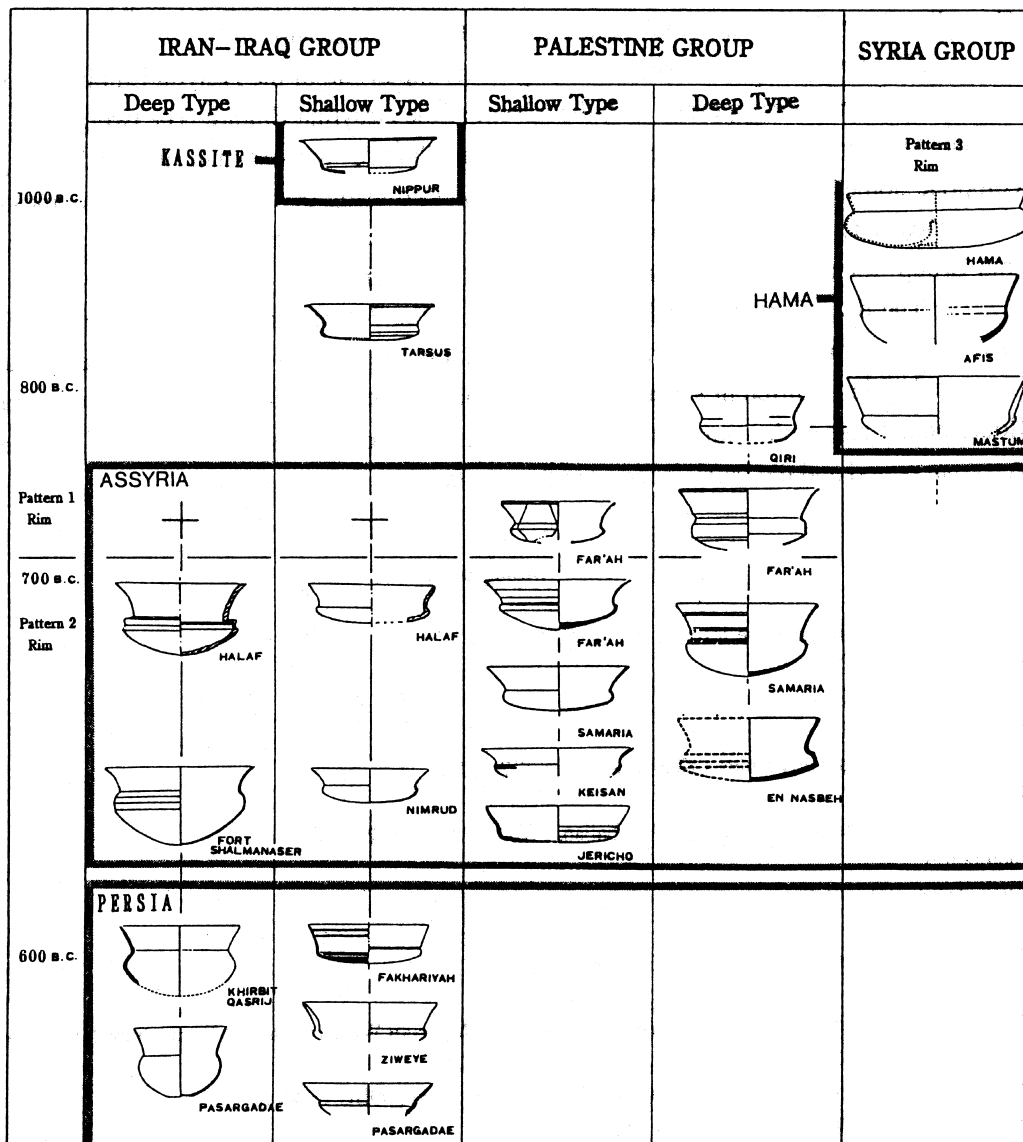 IRAN–IRAQ GROUP
PALESTINE GROUP
SYRIA GROUP
Deep Type
Shallow Type
Shallow Type
Deep Type
KASSITE
NIPPUR
Pattern 3
Rim
1000 B.C.
HAMA
HAMA
TARSUS
AFIS
800 B.C.
QIRI
MASTUM
ASSYRIA
Pattern 1
Rim
FAR'AH
FAR'AH
700 B.C.
Pattern 2
Rim
HALAF
HALAF
FAR'AH
SAMARIA
SAMARIA
KEISAN
EN NASBEH
NIMRUD
FORT
SHALMANASER
JERICHO
PERSIA
600 B.C.
FAKHARIYAH
KHIRBIT
QASRIJ
ZIWEYE
PASARGADAE
PASARGADAE